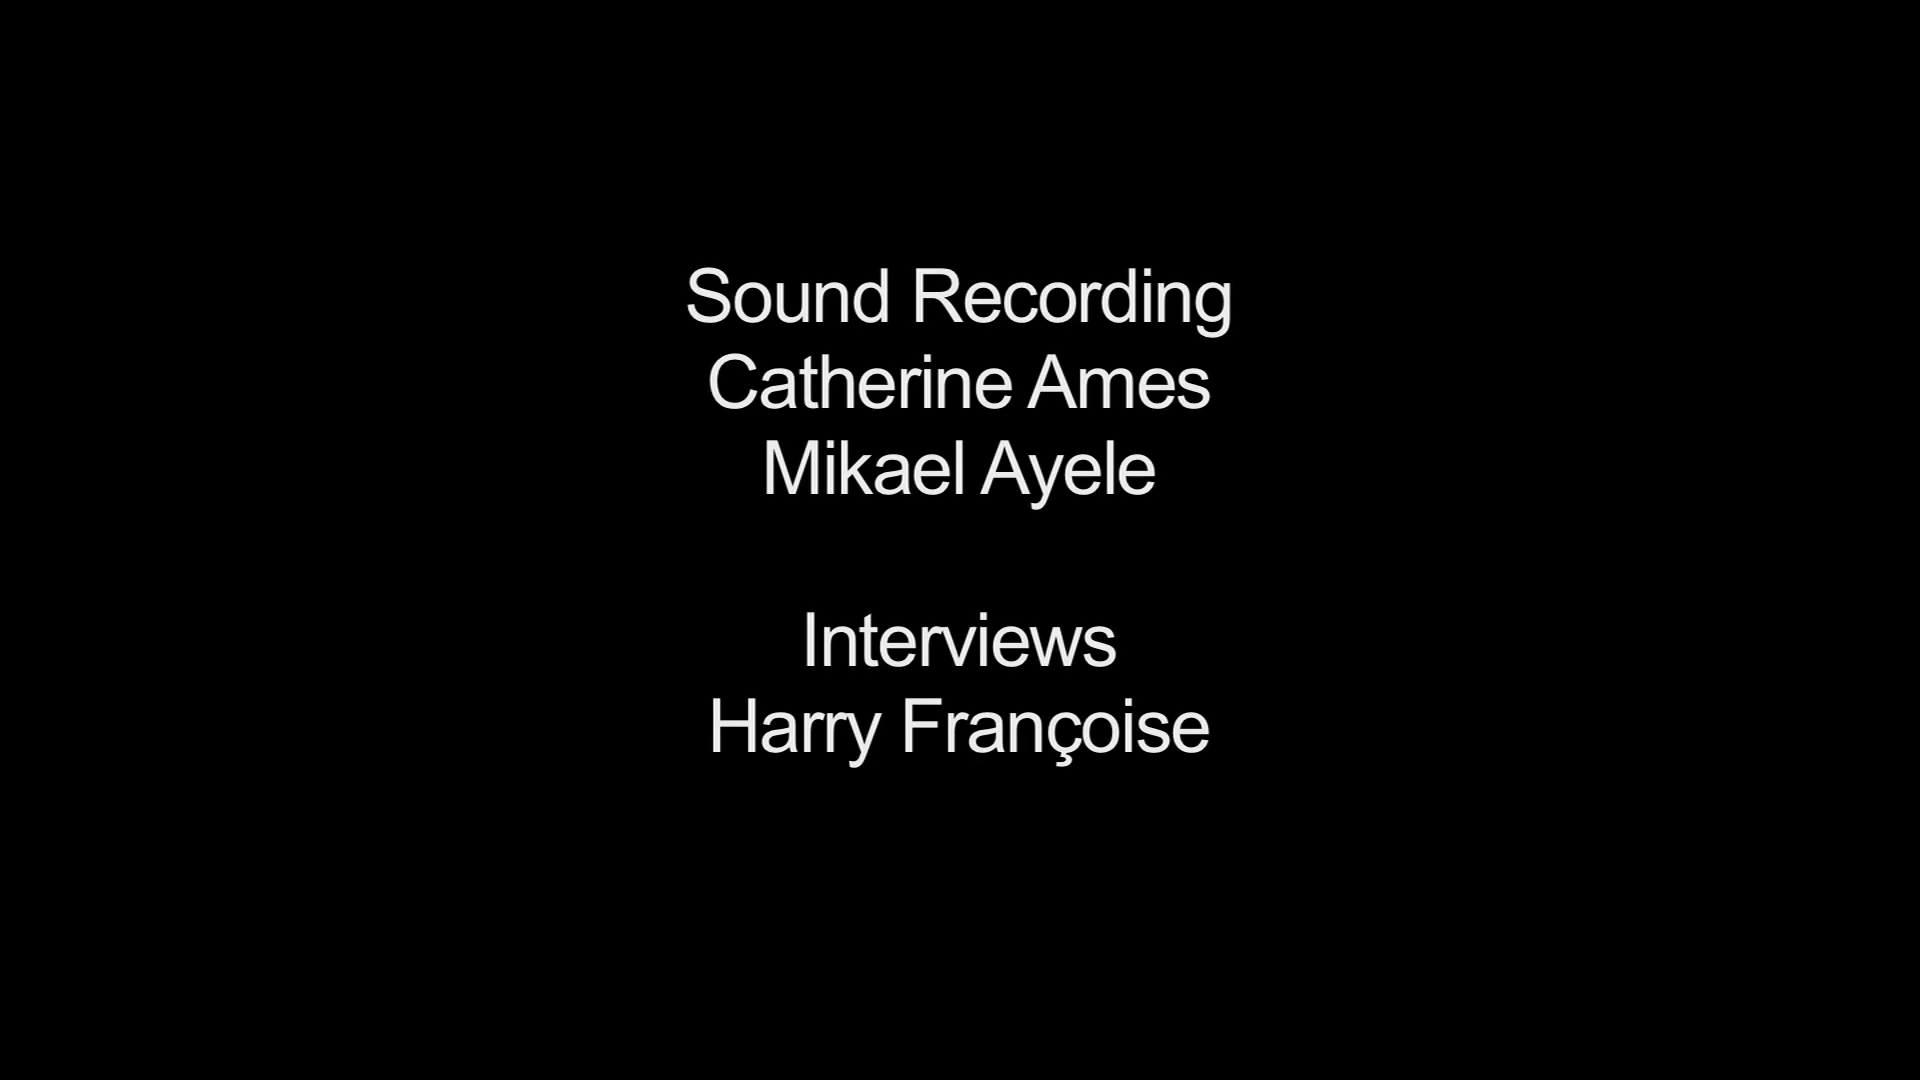 Sound Recording
Catherine Ames
Mikael Ayele
Interviews
Harry Françoise